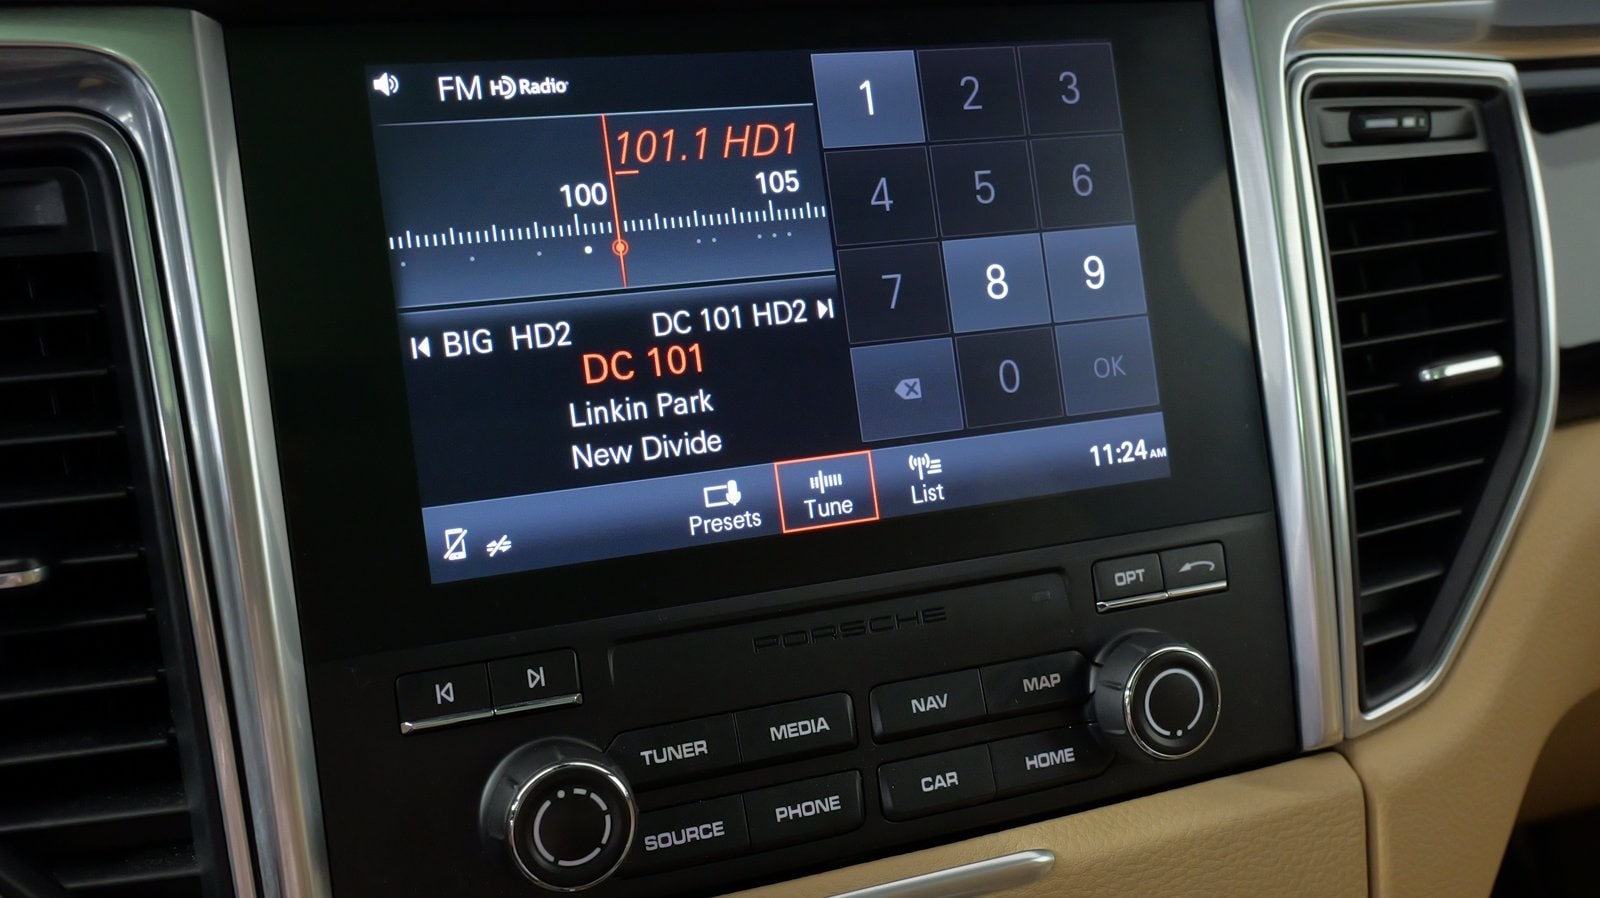 FM HD Radio
101.1 HD1
100 105
BIG HD2 DC 101 HD2
DC 101
Linkin Park
New Divide
1 2 3
4 5 6
7 8 9
0 OK
Presets Tune List 11:24 AM
OPT
PORSCHE
TUNER MEDIA NAV MAP
SOURCE PHONE CAR HOME